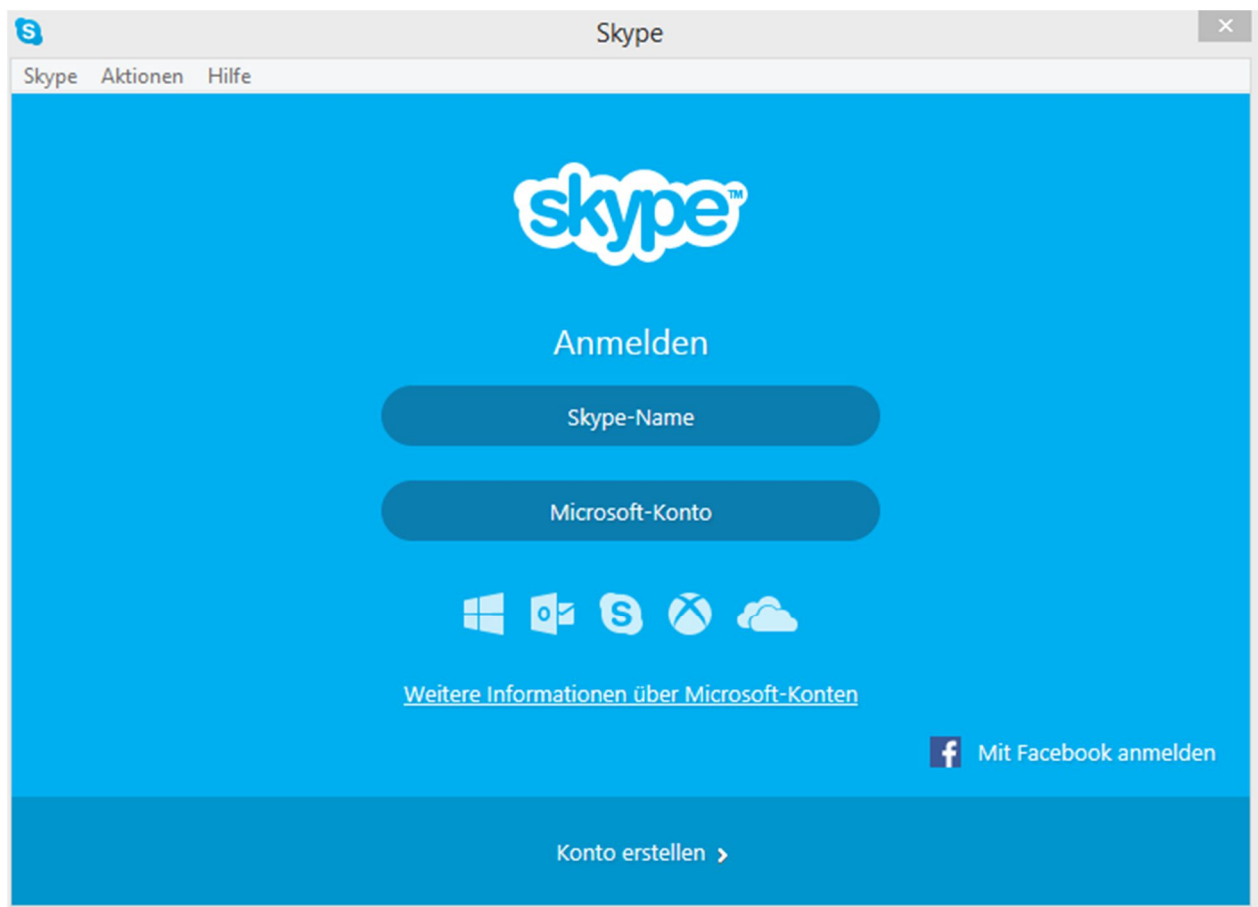 Skype
Skype Aktionen Hilfe
skype™
Anmelden
Skype-Name
Microsoft-Konto
Weitere Informationen über Microsoft-Konten
Mit Facebook anmelden
Konto erstellen